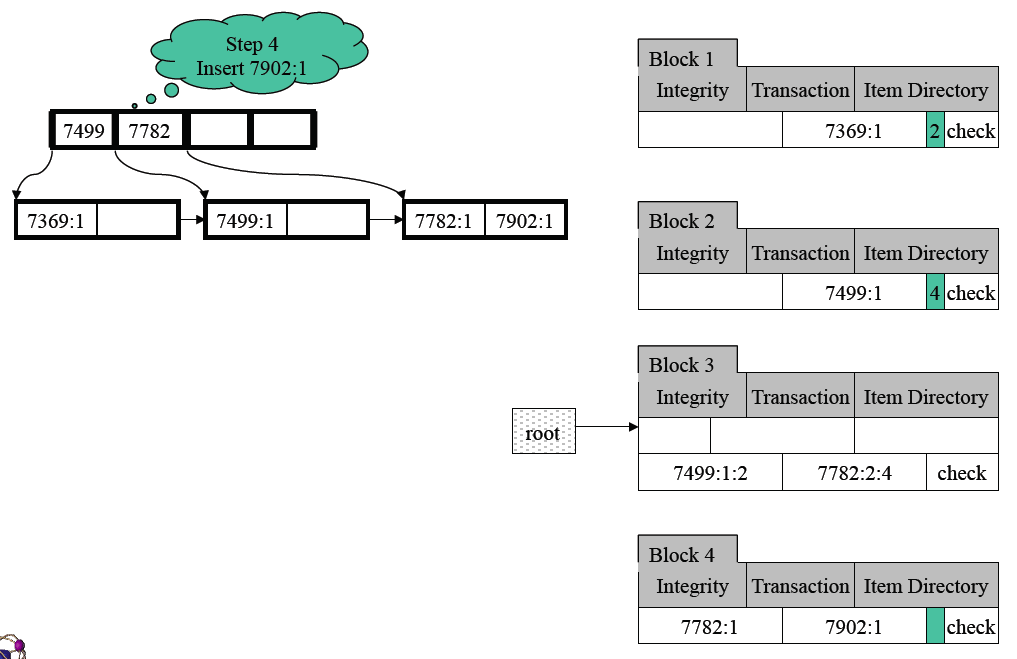 Step 4
Insert 7902:1
7499 7782
7369:1 7499:1 7782:1 7902:1
Block 1
Integrity Transaction Item Directory
7369:1 2 check
Block 2
Integrity Transaction Item Directory
7499:1 4 check
Block 3
Integrity Transaction Item Directory
root
7499:1:2 7782:2:4 check
Block 4
Integrity Transaction Item Directory
7782:1 7902:1 check